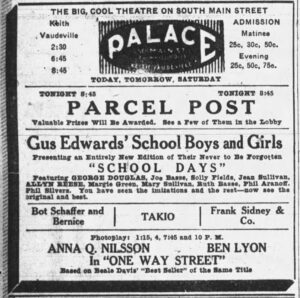 THE BIG, COOL THEATRE ON SOUTH MAIN STREET
Keith
Vaudeville
2:30
6:45
8:45
PALACE
TODAY, TOMORROW, SATURDAY
ADMISSION
Matinee
25c, 30c, 50c.
Evening
25c, 50c, 75c.
TONIGHT 8:45
TONIGHT 8:45
PARCEL POST
Valuable Prizes Will Be Awarded. See a Few of Them in the Lobby
Gus Edwards' School Boys and Girls
Presenting an Entirely New Edition of Their Never to Be Forgotten
"SCHOOL DAYS"
Featuring GEORGE DOUGLAS, Joe Basse, Solly Fields, Jean Sullivan,
ALLYN REESE, Margie Green, Mary Sullivan, Ruth Basse, Phil Aranoff.
Phil Silvers. You have seen the imitations and the rest—now see the
original and best.
Bot Schaffer and
Bernice
TAKIO
Frank Sidney &
Co.
Photoplay: 1:15, 4, 7:45 and 10 P. M.
ANNA Q. NILSSON BEN LYON
In "ONE WAY STREET"
Based on Beale Davis' "Best Seller" of the Same Title